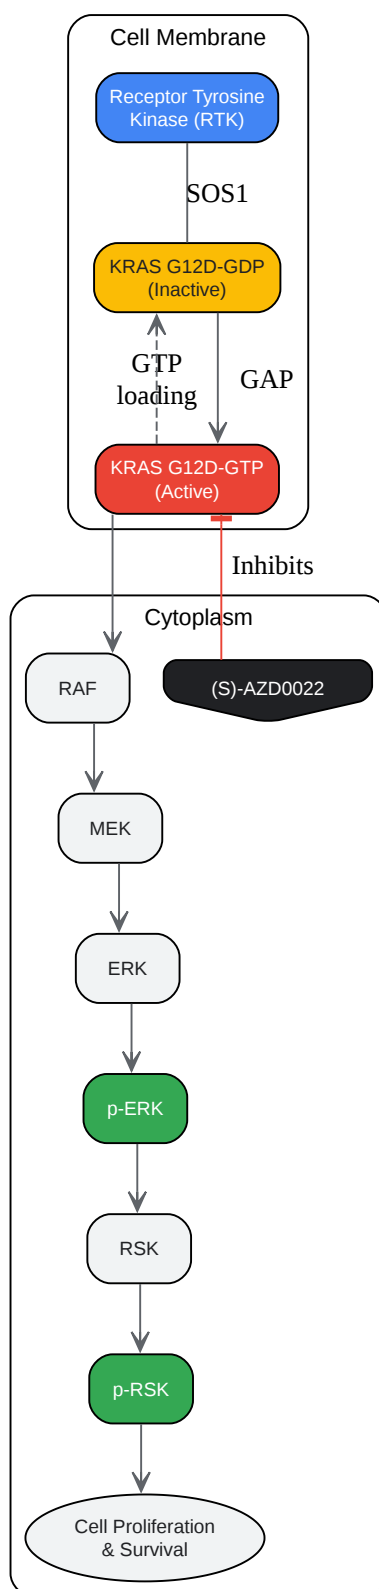 Cell Membrane
Receptor Tyrosine
Kinase (RTK)
SOS1
KRAS G12D-GDP
(Inactive)
GTP
loading
GAP
KRAS G12D-GTP
(Active)
Inhibits
Cytoplasm
RAF
(S)-AZD0022
MEK
ERK
p-ERK
RSK
p-RSK
Cell Proliferation
& Survival